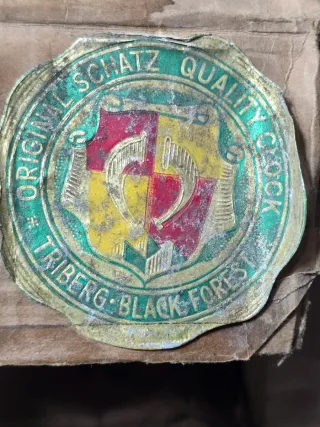 ORIGINAL SCHATZ QUALITY CLOCK
TRIBERG·BLACK FOREST